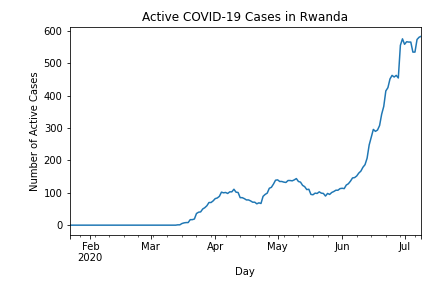 Active COVID-19 Cases in Rwanda
600
500
400
300
200
100
0
Number of Active Cases
Feb Mar Apr May Jun Jul
2020
Day